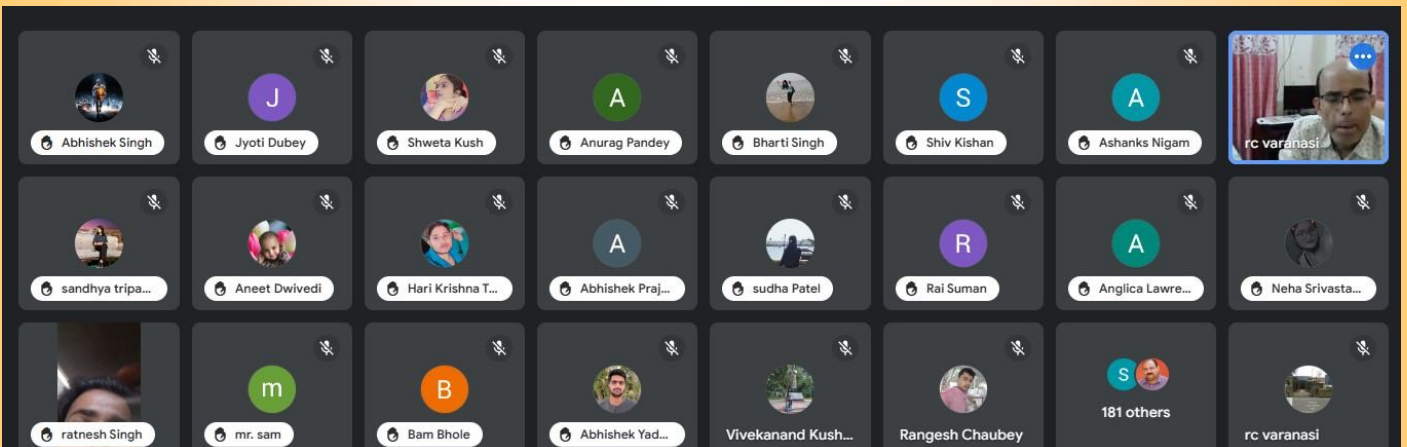 Abhishek Singh
J
Jyoti Dubey
Shweta Kush
A
Anurag Pandey
Bharti Singh
S
Shiv Kishan
A
Ashanks Nigam
rc varanasi
sandhya tripa...
Aneet Dwivedi
Hari Krishna T...
A
Abhishek Praj...
sudha Patel
R
Rai Suman
A
Anglica Lawre...
Neha Srivasta...
ratnesh Singh
m
mr. sam
B
Bam Bhole
Abhishek Yad...
Vivekanand Kush...
Rangesh Chaubey
S
181 others
rc varanasi